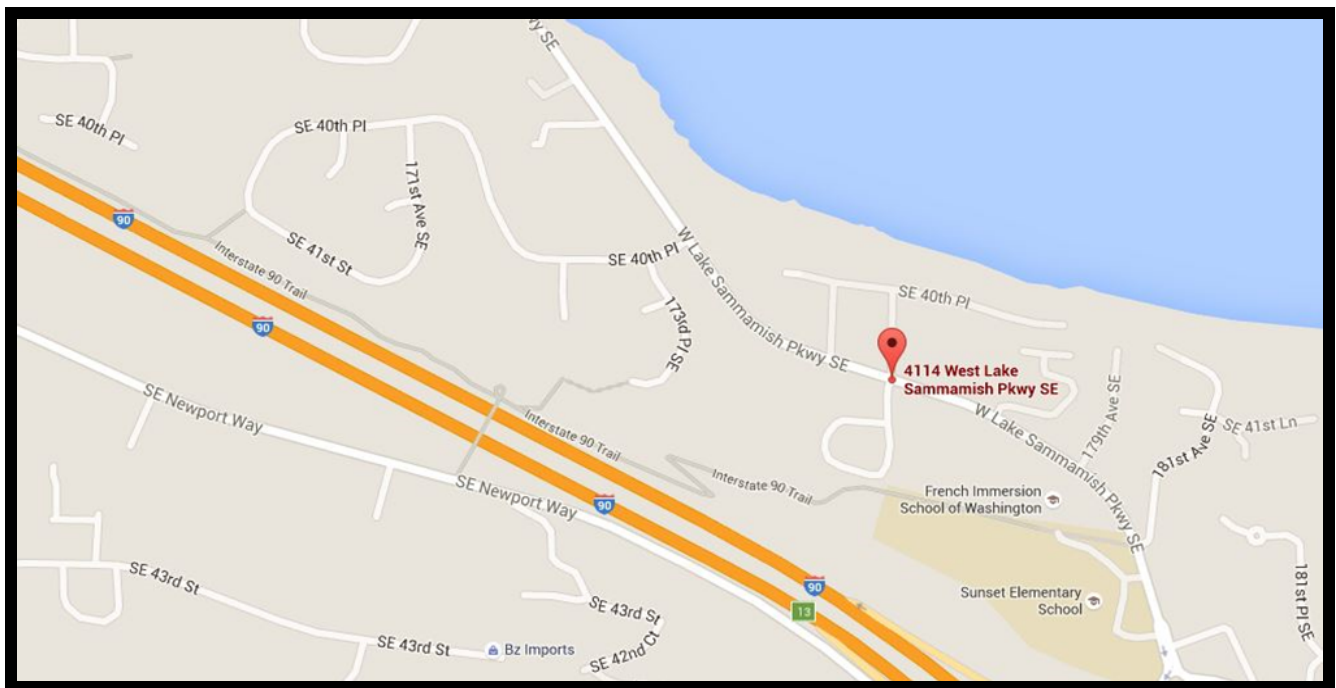 wy SE
SE 40th Pl
SE 40th Pl
171st Ave SE
90
SE 41st St
Interstate 90 Trail
SE 40th Pl
W Lake Sammamish Pkwy SE
SE 40th Pl
90
173rd Pl SE
4114 West Lake
Sammamish Pkwy SE
SE Newport Way
Interstate 90 Trail
W Lake Sammamish Pkwy SE
179th Ave SE
181st Ave SE
SE 41st Ln
SE Newport Way
Interstate 90 Trail
90
French Immersion
School of Washington
SE 43rd St
SE 43rd St
90
13
Sunset Elementary
School
181st Pl SE
SE 43rd St
Bz Imports
SE 42nd Ct